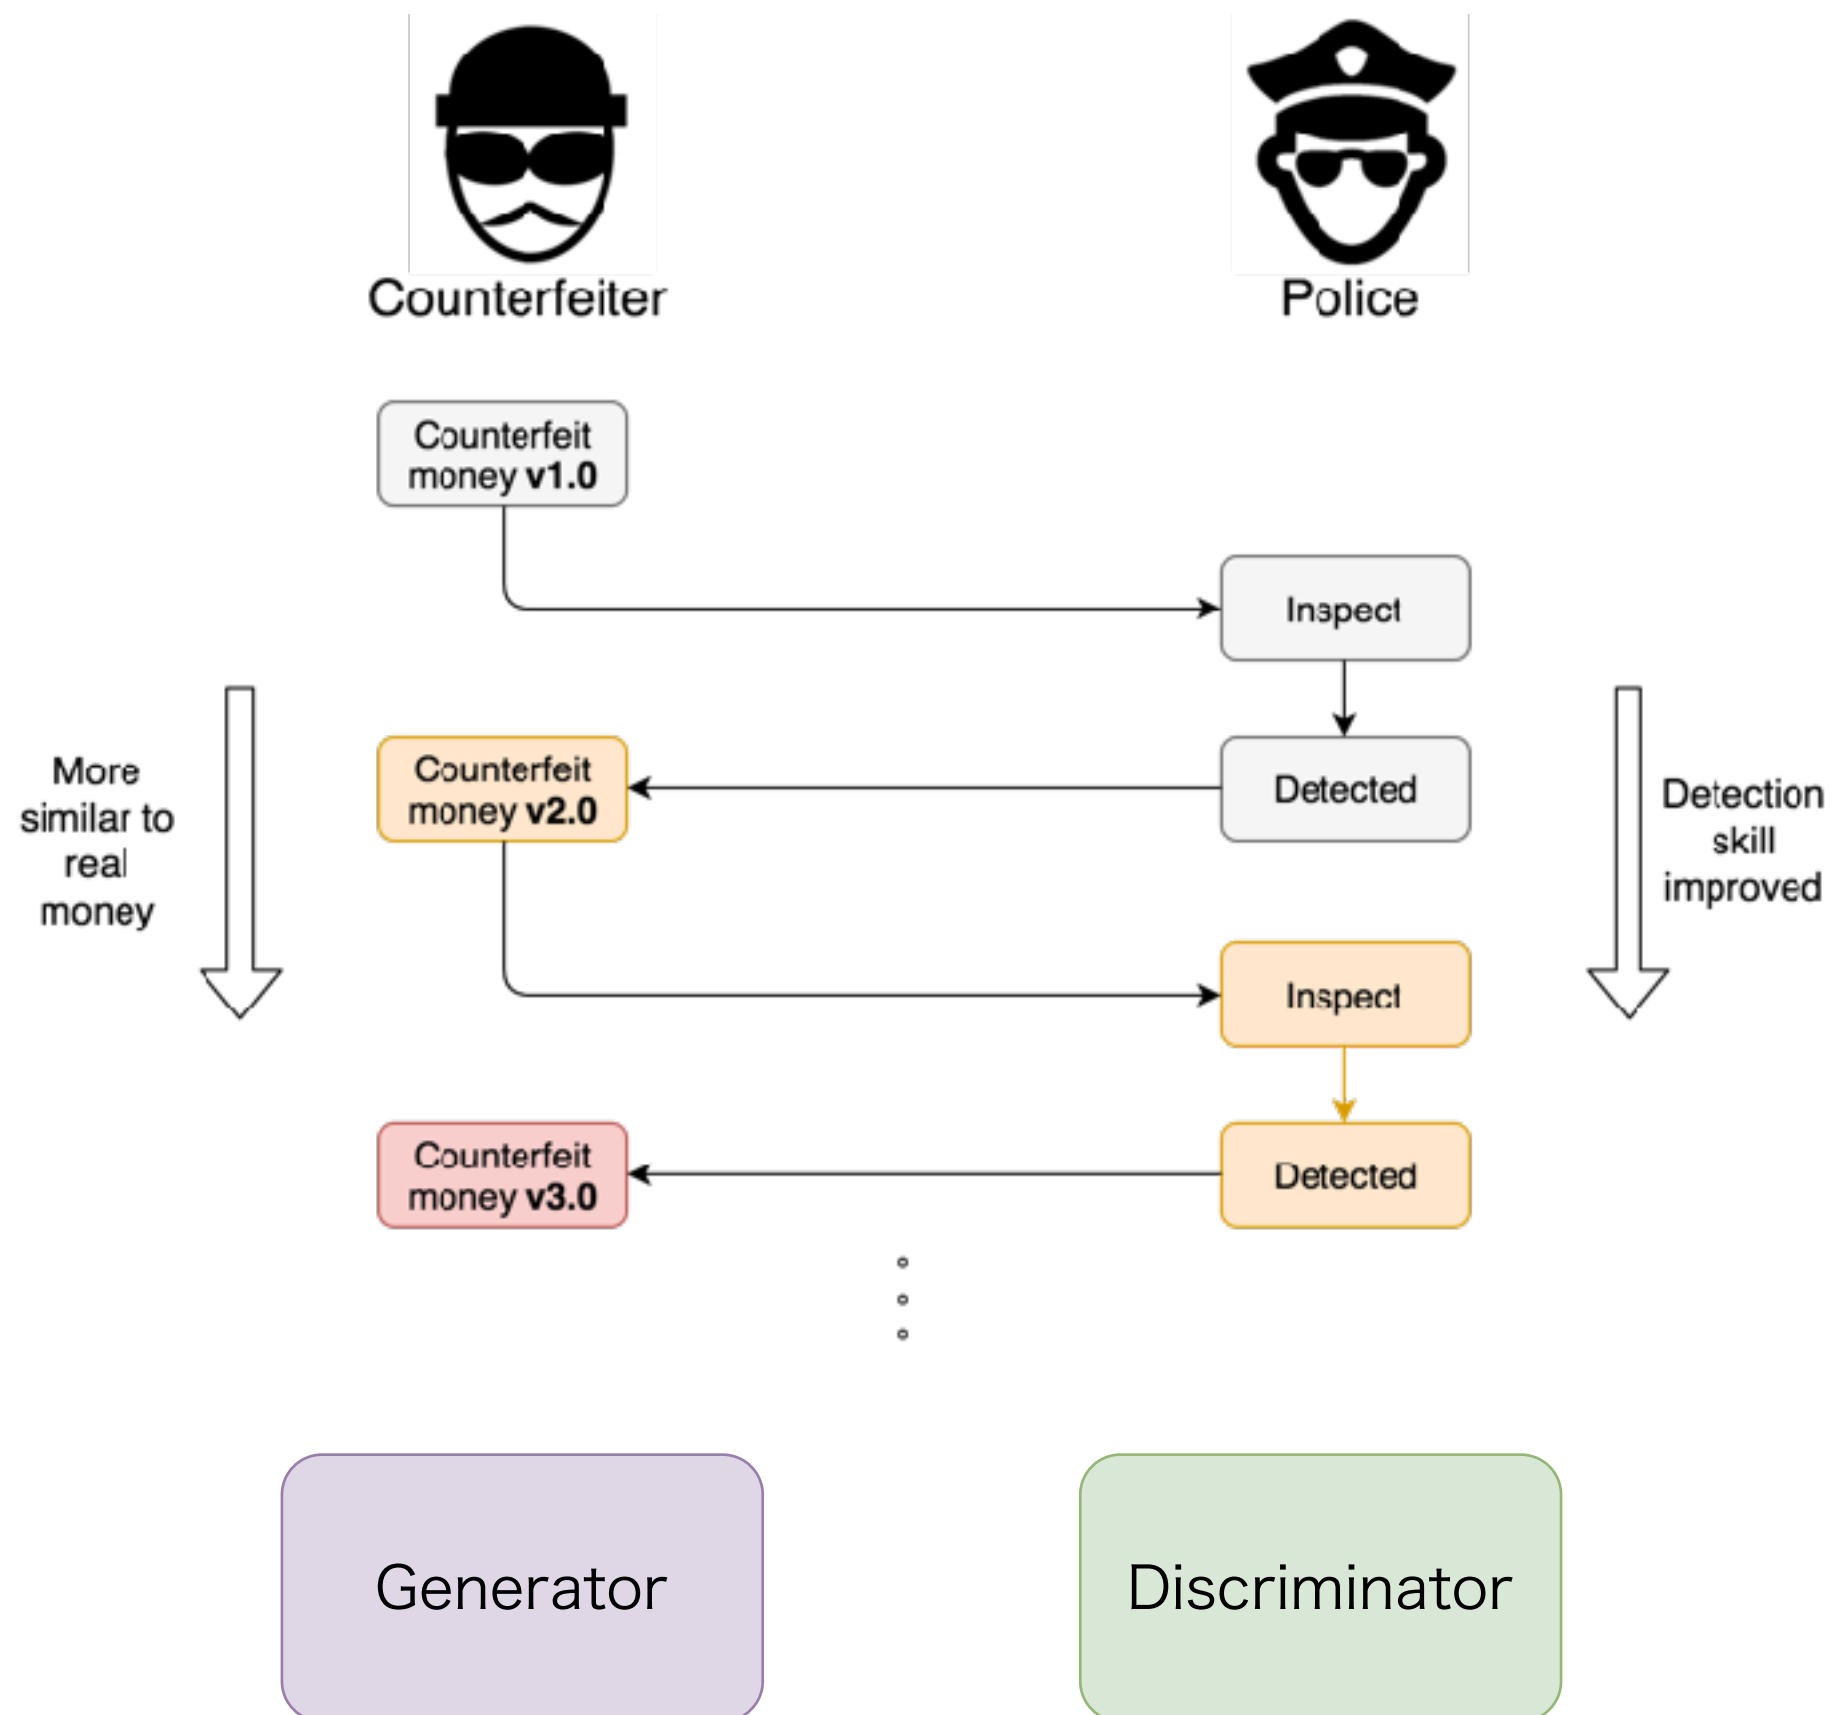 Counterfeiter
Police
Counterfeit
money v1.0
Inspect
More
similar to
real
money
Counterfeit
money v2.0
Detected
Detection
skill
improved
Inspect
Counterfeit
money v3.0
Detected
Generator
Discriminator